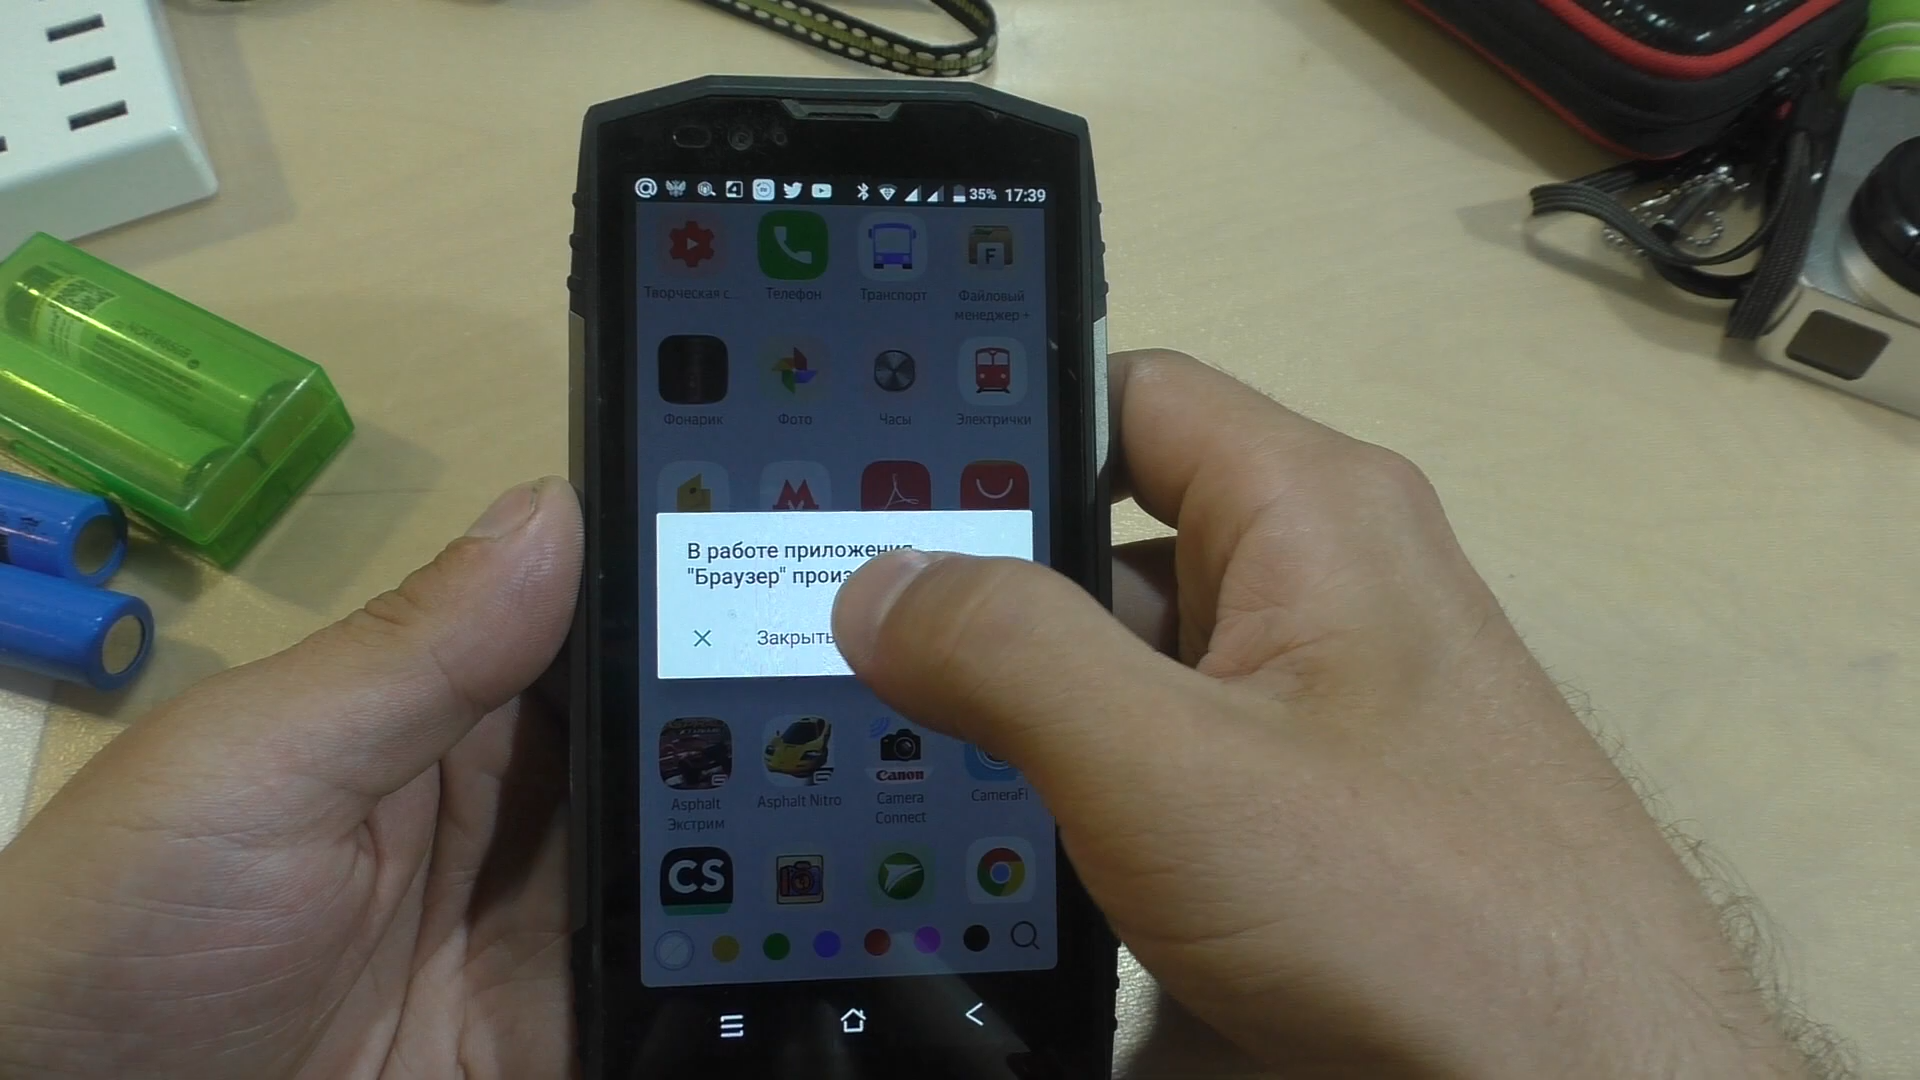 35% 17:39
Творческая с... Телефон Транспорт Файловый
менеджер +
F
Фонарик Фото Часы Электрички
В работе приложения
"Браузер"
Закрыть
Canon
Asphalt Asphalt Nitro Camera CameraFi
Экстрим Connect
CS